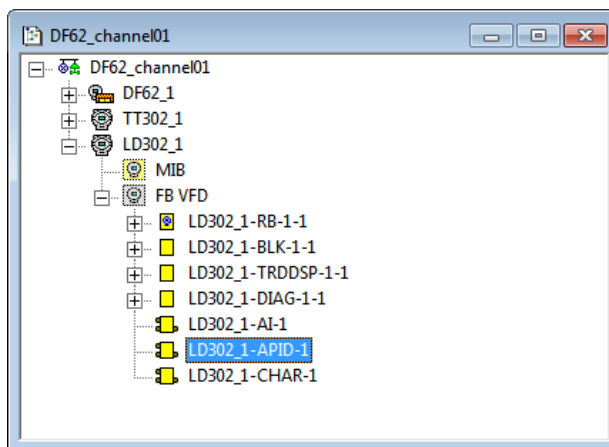 DF62_channel01
DF62_channel01
DF62_1
TT302_1
LD302_1
MIB
FB VFD
LD302_1-RB-1-1
LD302_1-BLK-1-1
LD302_1-TRDDSP-1-1
LD302_1-DIAG-1-1
LD302_1-AI-1
LD302_1-APID-1
LD302_1-CHAR-1